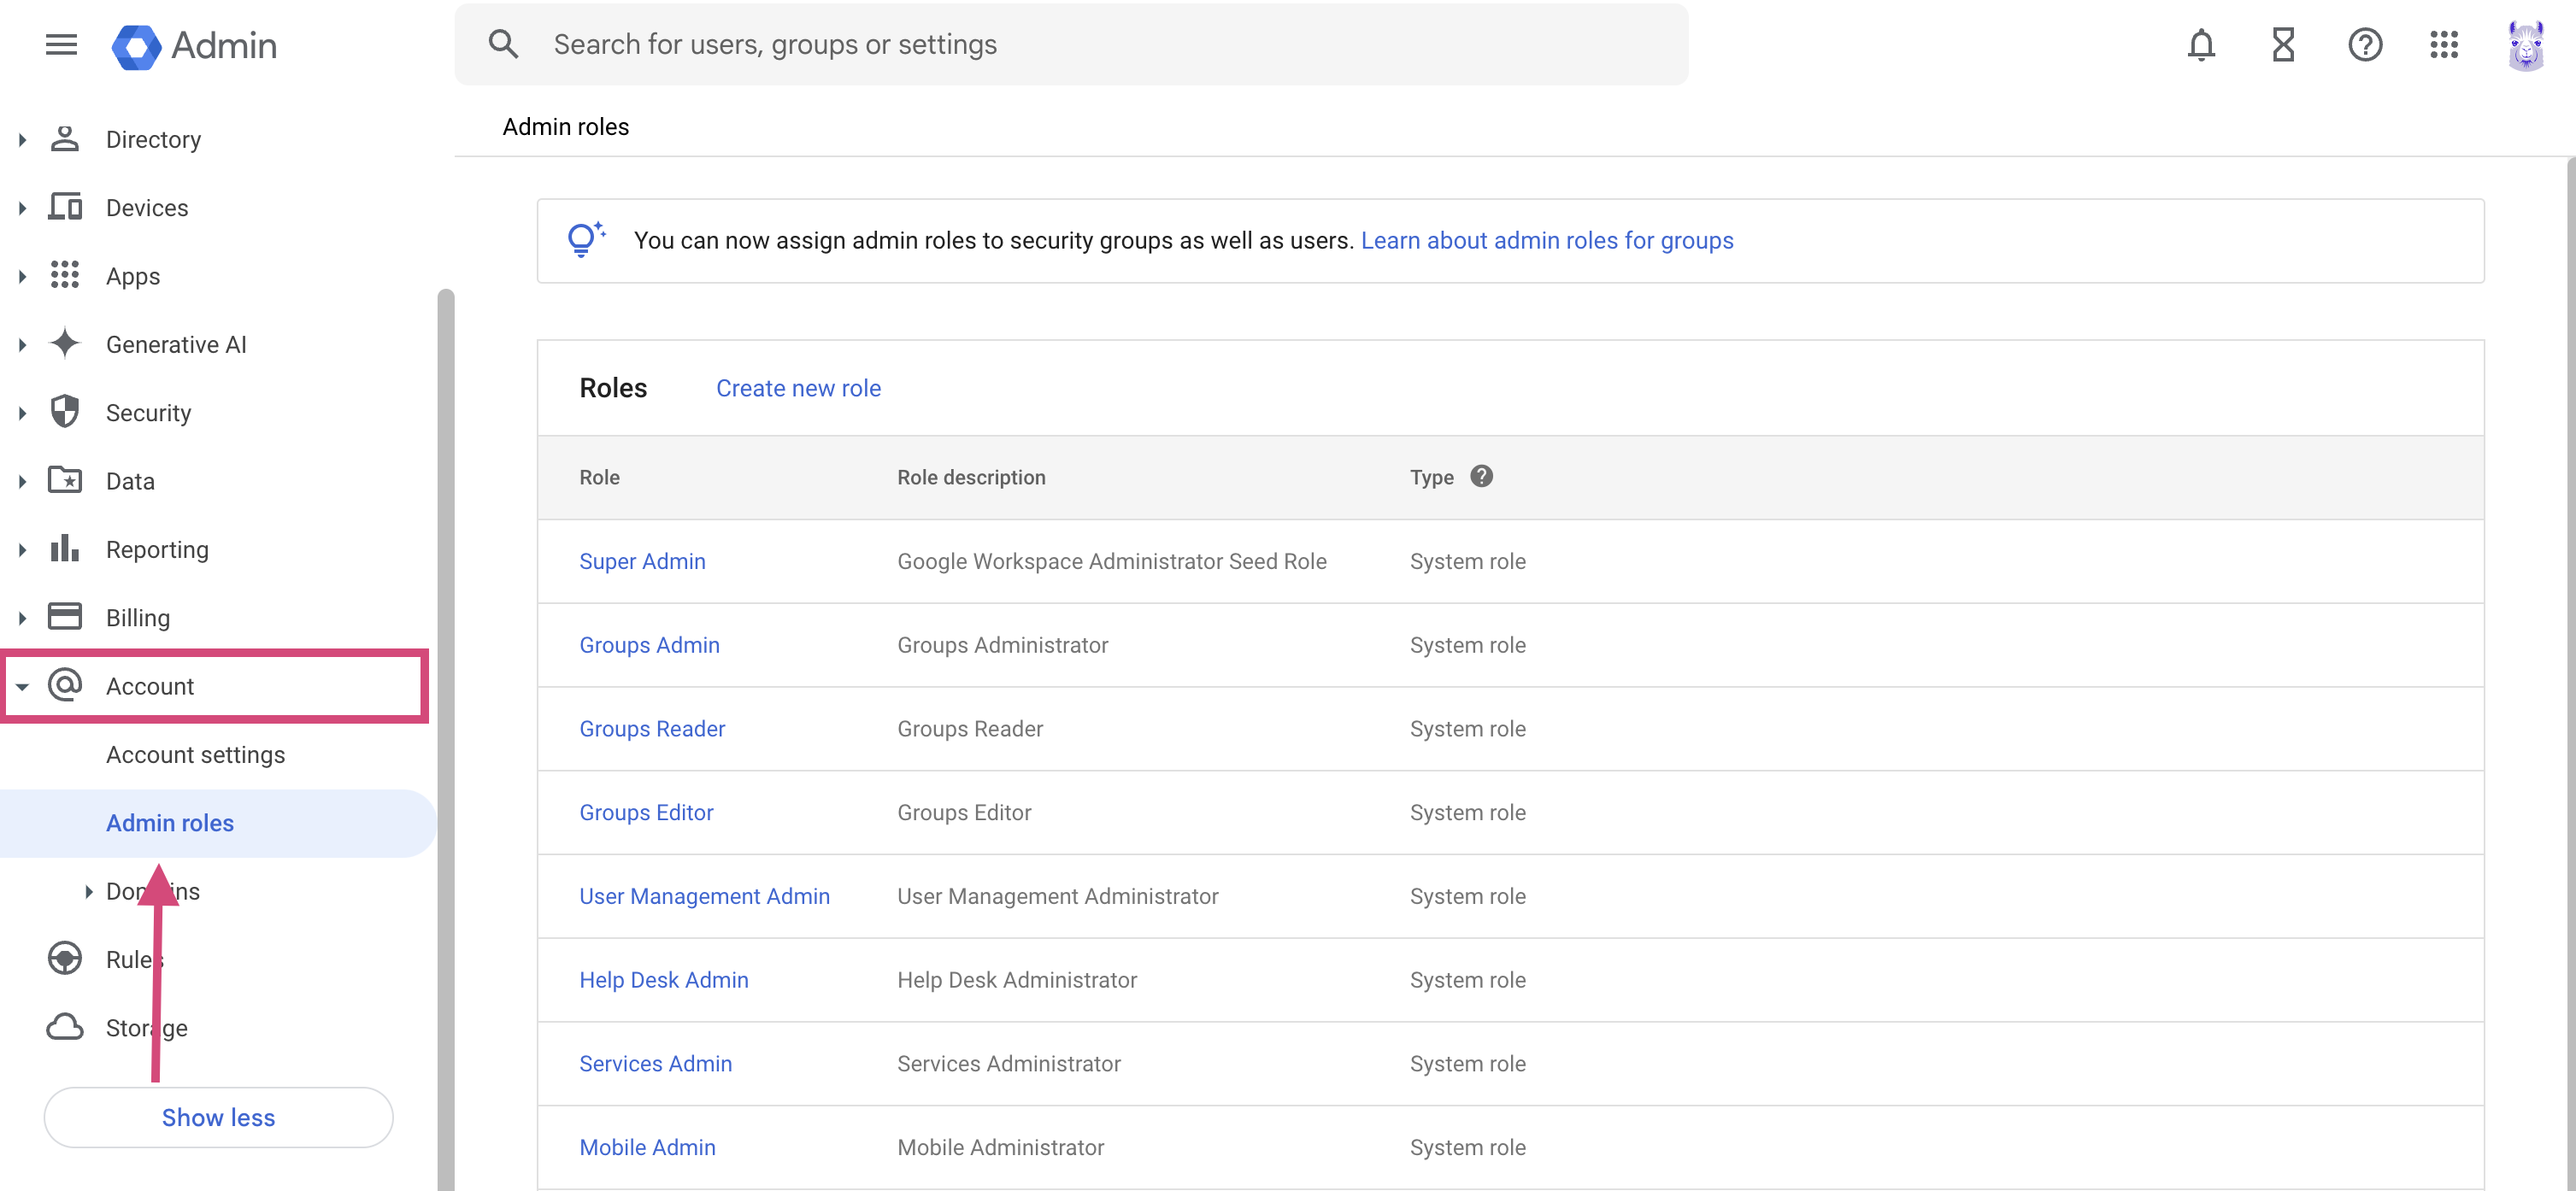 Admin
Search for users, groups or settings
Directory
Devices
Apps
Generative AI
Security
Data
Reporting
Billing
Account
Account settings
Admin roles
Storage
Show less
Admin roles
You can now assign admin roles to security groups as well as users. Learn about admin roles for groups
Roles Create new role
Role Role description Type
Super Admin Google Workspace Administrator Seed Role System role
Groups Admin Groups Administrator System role
Groups Reader Groups Reader System role
Groups Editor Groups Editor System role
User Management Admin User Management Administrator System role
Help Desk Admin Help Desk Administrator System role
Services Admin Services Administrator System role
Mobile Admin Mobile Administrator System role